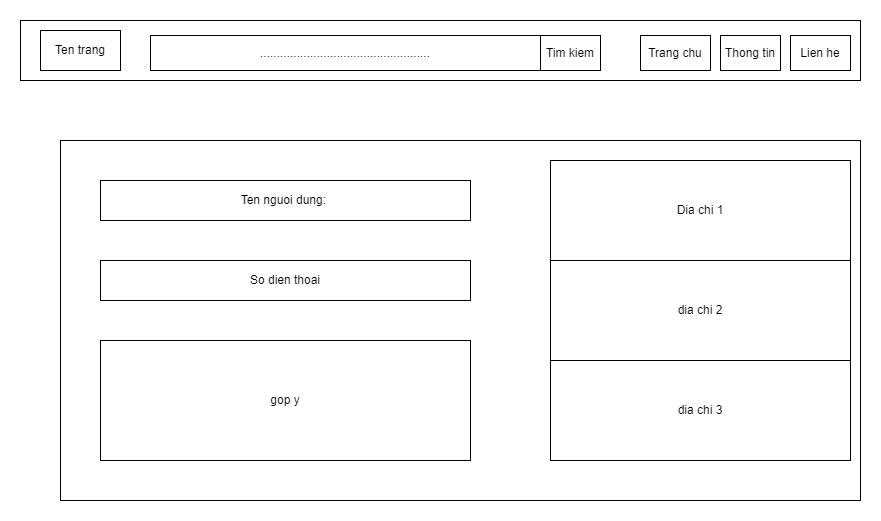 Ten trang
.................................................... Tim kiem
Trang chu
Thong tin
Lien he
Ten nguoi dung:
So dien thoai
gop y
Dia chi 1
dia chi 2
dia chi 3